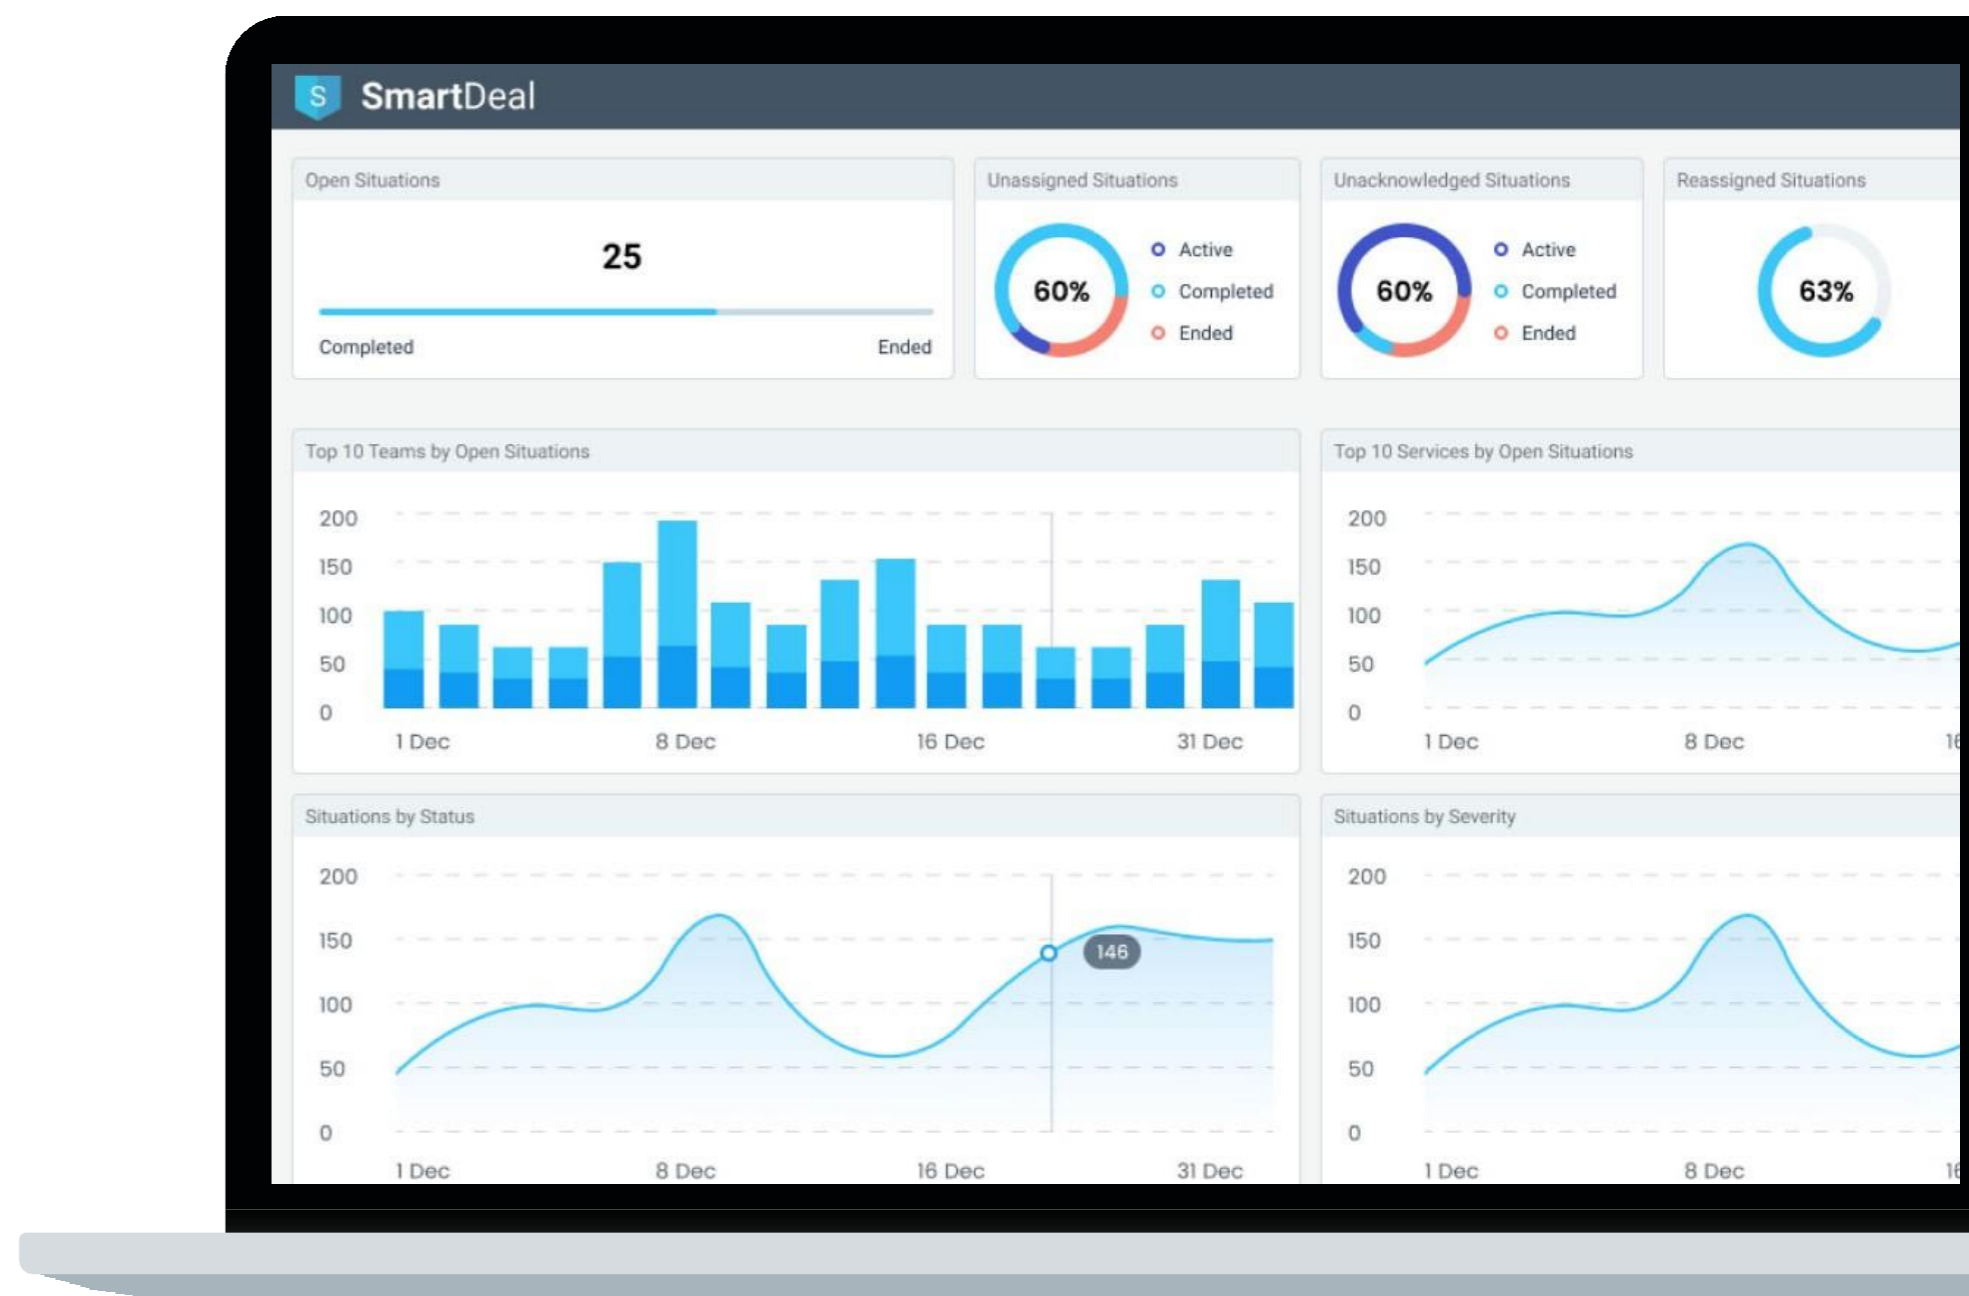 S SmartDeal
Open Situations
25
Completed Ended
Unassigned Situations
60%
Active
Completed
Ended
Unacknowledged Situations
60%
Active
Completed
Ended
Reassigned Situations
63%
Top 10 Teams by Open Situations
200
150
100
50
0
1 Dec 8 Dec 16 Dec 31 Dec
Top 10 Services by Open Situations
200
150
100
50
0
1 Dec 8 Dec 16
Situations by Status
200
150
100
50
0
146
1 Dec 8 Dec 16 Dec 31 Dec
Situations by Severity
200
150
100
50
0
1 Dec 8 Dec 16